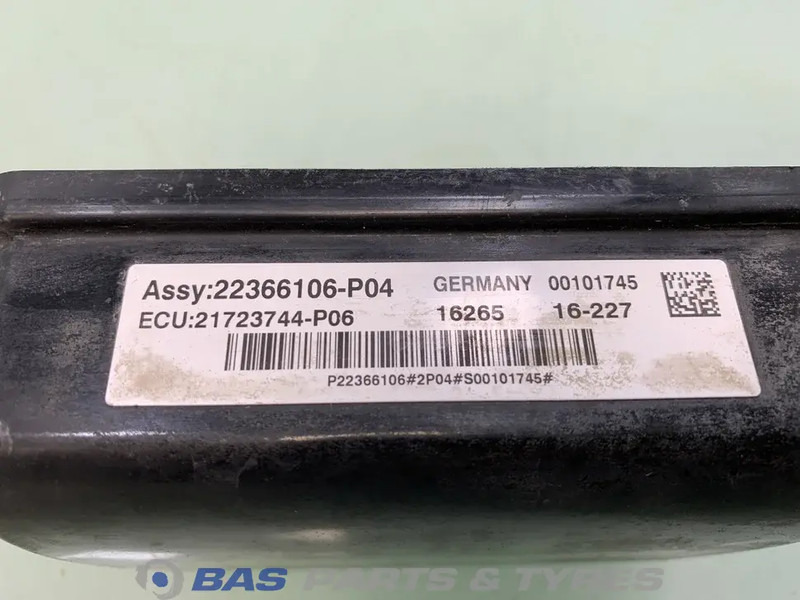 Assy:22366106-P04 GERMANY 00101745
ECU:21723744-P06 16265 16-227
P22366106#2P04#S00101745#
BAS PARTS & TYRES